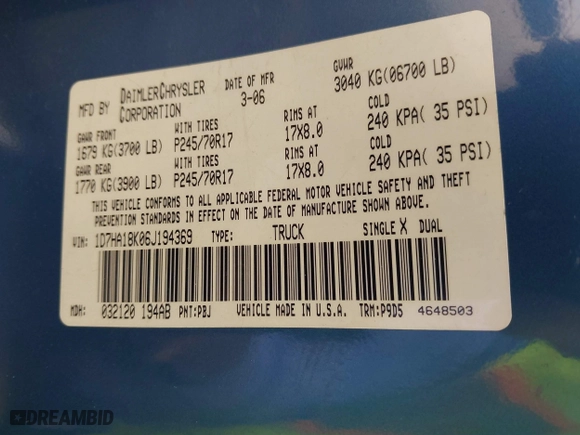 MFD BY DAIMLERCHRYSLER CORPORATION DATE OF MFR 3-06 GVWR 3040 KG(06700 LB)
GAWR FRONT WITH TIRES RIMS AT COLD
1679 KG(3700 LB) P245/70R17 17X8.0 240 KPA( 35 PSI)
GAWR REAR WITH TIRES RIMS AT COLD
1770 KG(3900 LB) P245/70R17 17X8.0 240 KPA( 35 PSI)
THIS VEHICLE CONFORMS TO ALL APPLICABLE FEDERAL MOTOR VEHICLE SAFETY AND THEFT
PREVENTION STANDARDS IN EFFECT ON THE DATE OF MANUFACTURE SHOWN ABOVE.
VIN: 1D7HA18K06J194369 TYPE: TRUCK SINGLE X DUAL
MDH: 032120 194AB PNT:PBJ VEHICLE MADE IN U.S.A. TRM:P9D5 4648503
DREAMBID